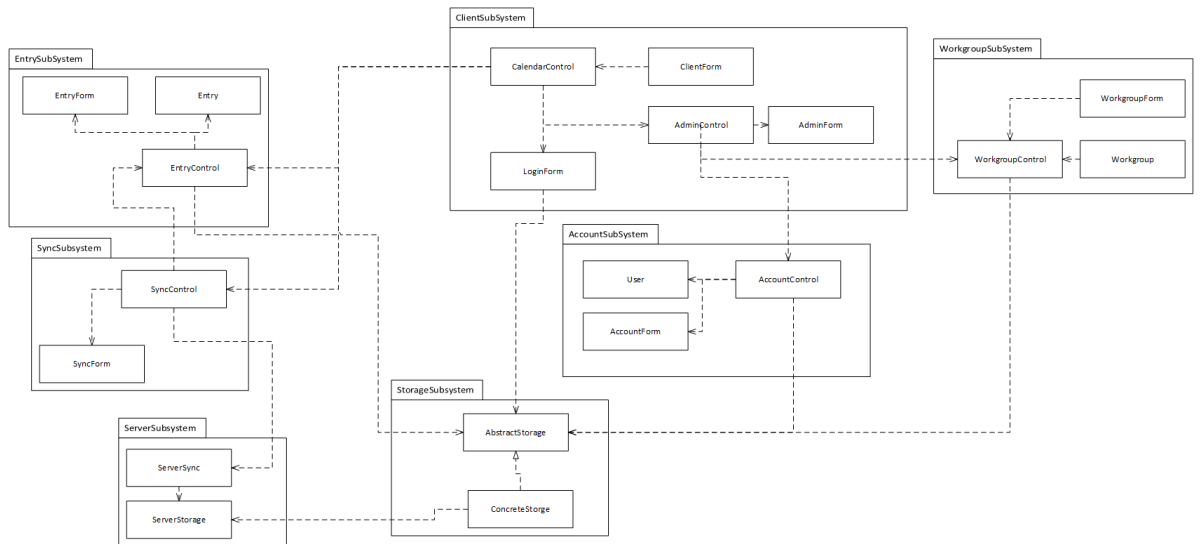 ClientSubSystem
CalendarControl
ClientForm
AdminControl
AdminForm
LoginForm
EntrySubSystem
EntryForm
Entry
EntryControl
WorkgroupSubSystem
WorkgroupForm
WorkgroupControl
Workgroup
SyncSubsystem
SyncControl
SyncForm
AccountSubSystem
User
AccountControl
AccountForm
StorageSubsystem
AbstractStorage
ConcreteStorge
ServerSubsystem
ServerSync
ServerStorage